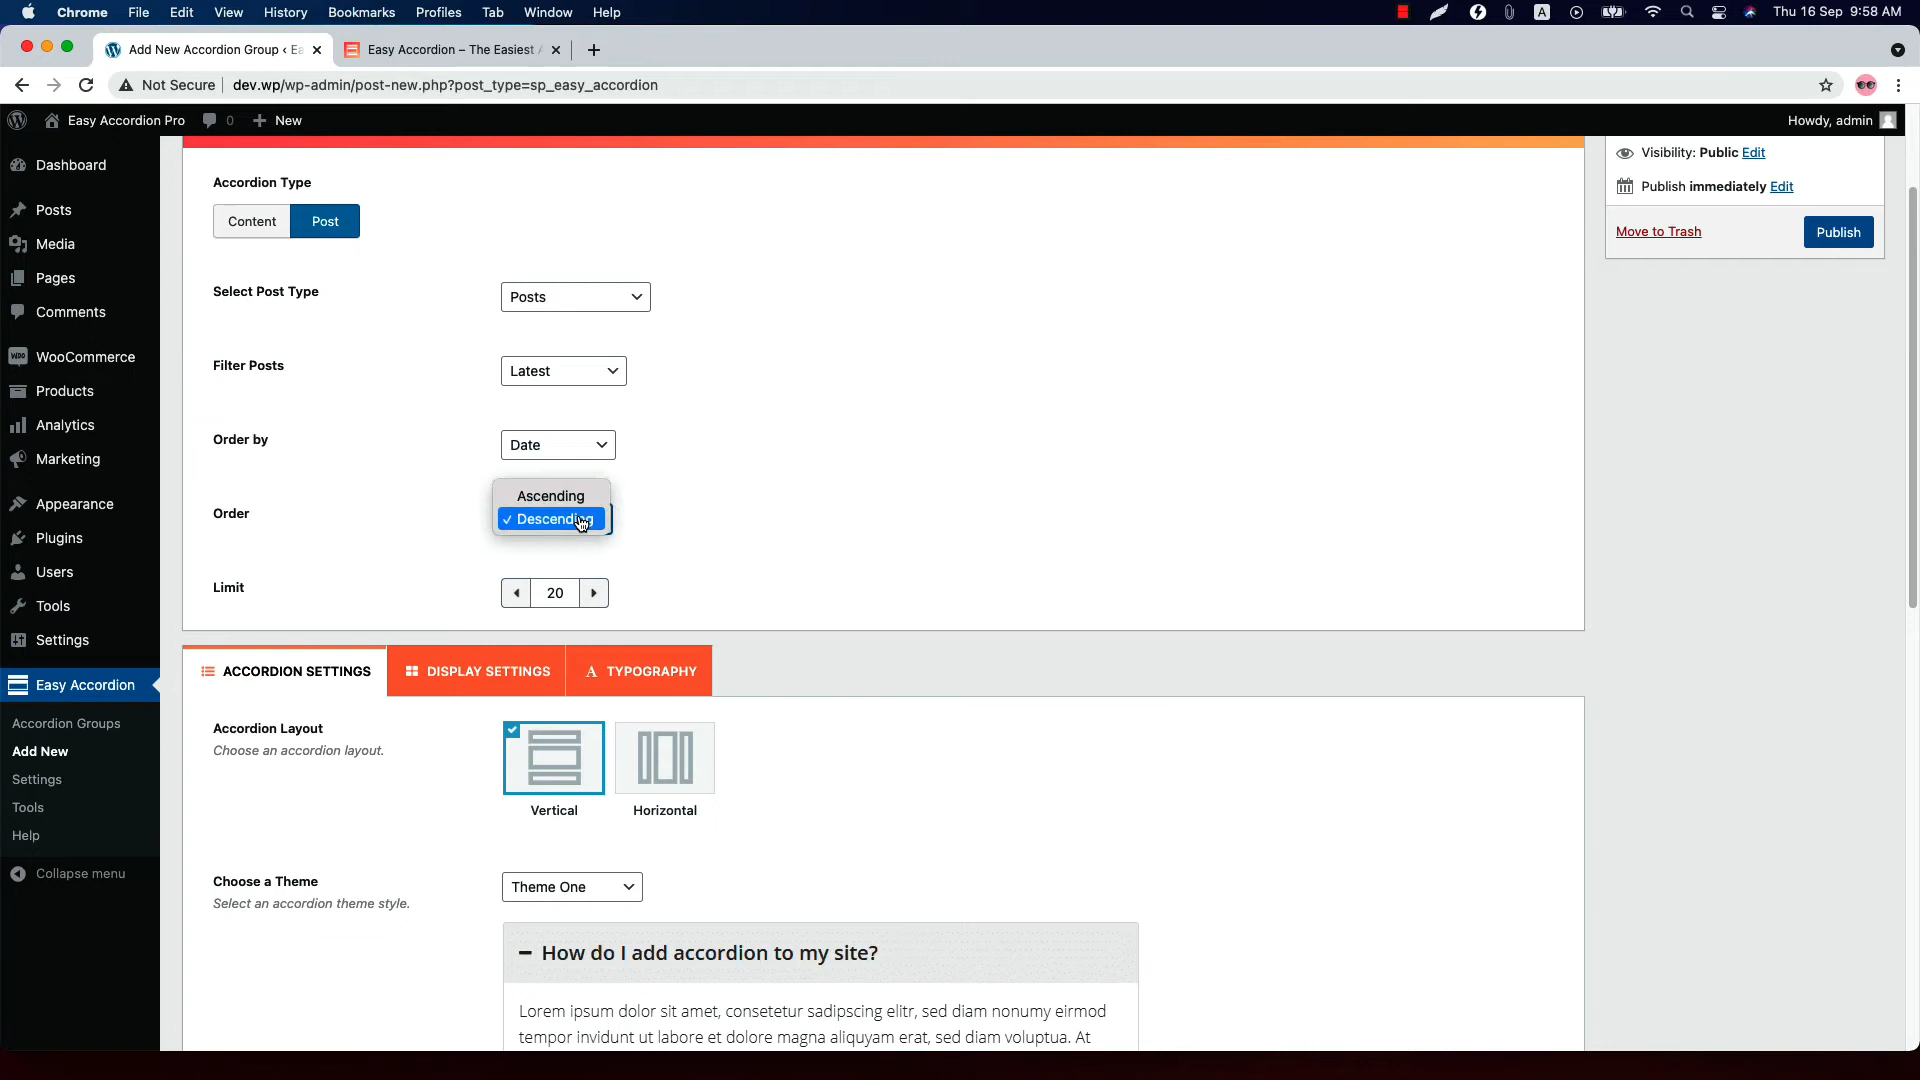 Chrome File Edit View History Bookmarks Profiles Tab Window Help
A Thu 16 Sep 9:58 AM
Add New Accordion Group ‹ Ea
Easy Accordion – The Easiest
Not Secure dev.wp/wp-admin/post-new.php?post_type=sp_easy_accordion
Easy Accordion Pro 0 New Howdy, admin
Dashboard
Posts
Media
Pages
Comments
WOO WooCommerce
Products
Analytics
Marketing
Appearance
Plugins
Users
Tools
Settings
Easy Accordion
Accordion Groups
Add New
Settings
Tools
Help
Collapse menu
Accordion Type
Content Post
Select Post Type Posts
Filter Posts Latest
Order by Date
Order
Ascending
✓ Descending
Limit 20
Visibility: Public Edit
Publish immediately Edit
Move to Trash Publish
ACCORDION SETTINGS DISPLAY SETTINGS A TYPOGRAPHY
Accordion Layout
Choose an accordion layout.
Vertical Horizontal
Choose a Theme
Select an accordion theme style.
Theme One
– How do I add accordion to my site?
Lorem ipsum dolor sit amet, consetetur sadipscing elitr, sed diam nonumy eirmod
tempor invidunt ut labore et dolore magna aliquyam erat, sed diam voluptua. At